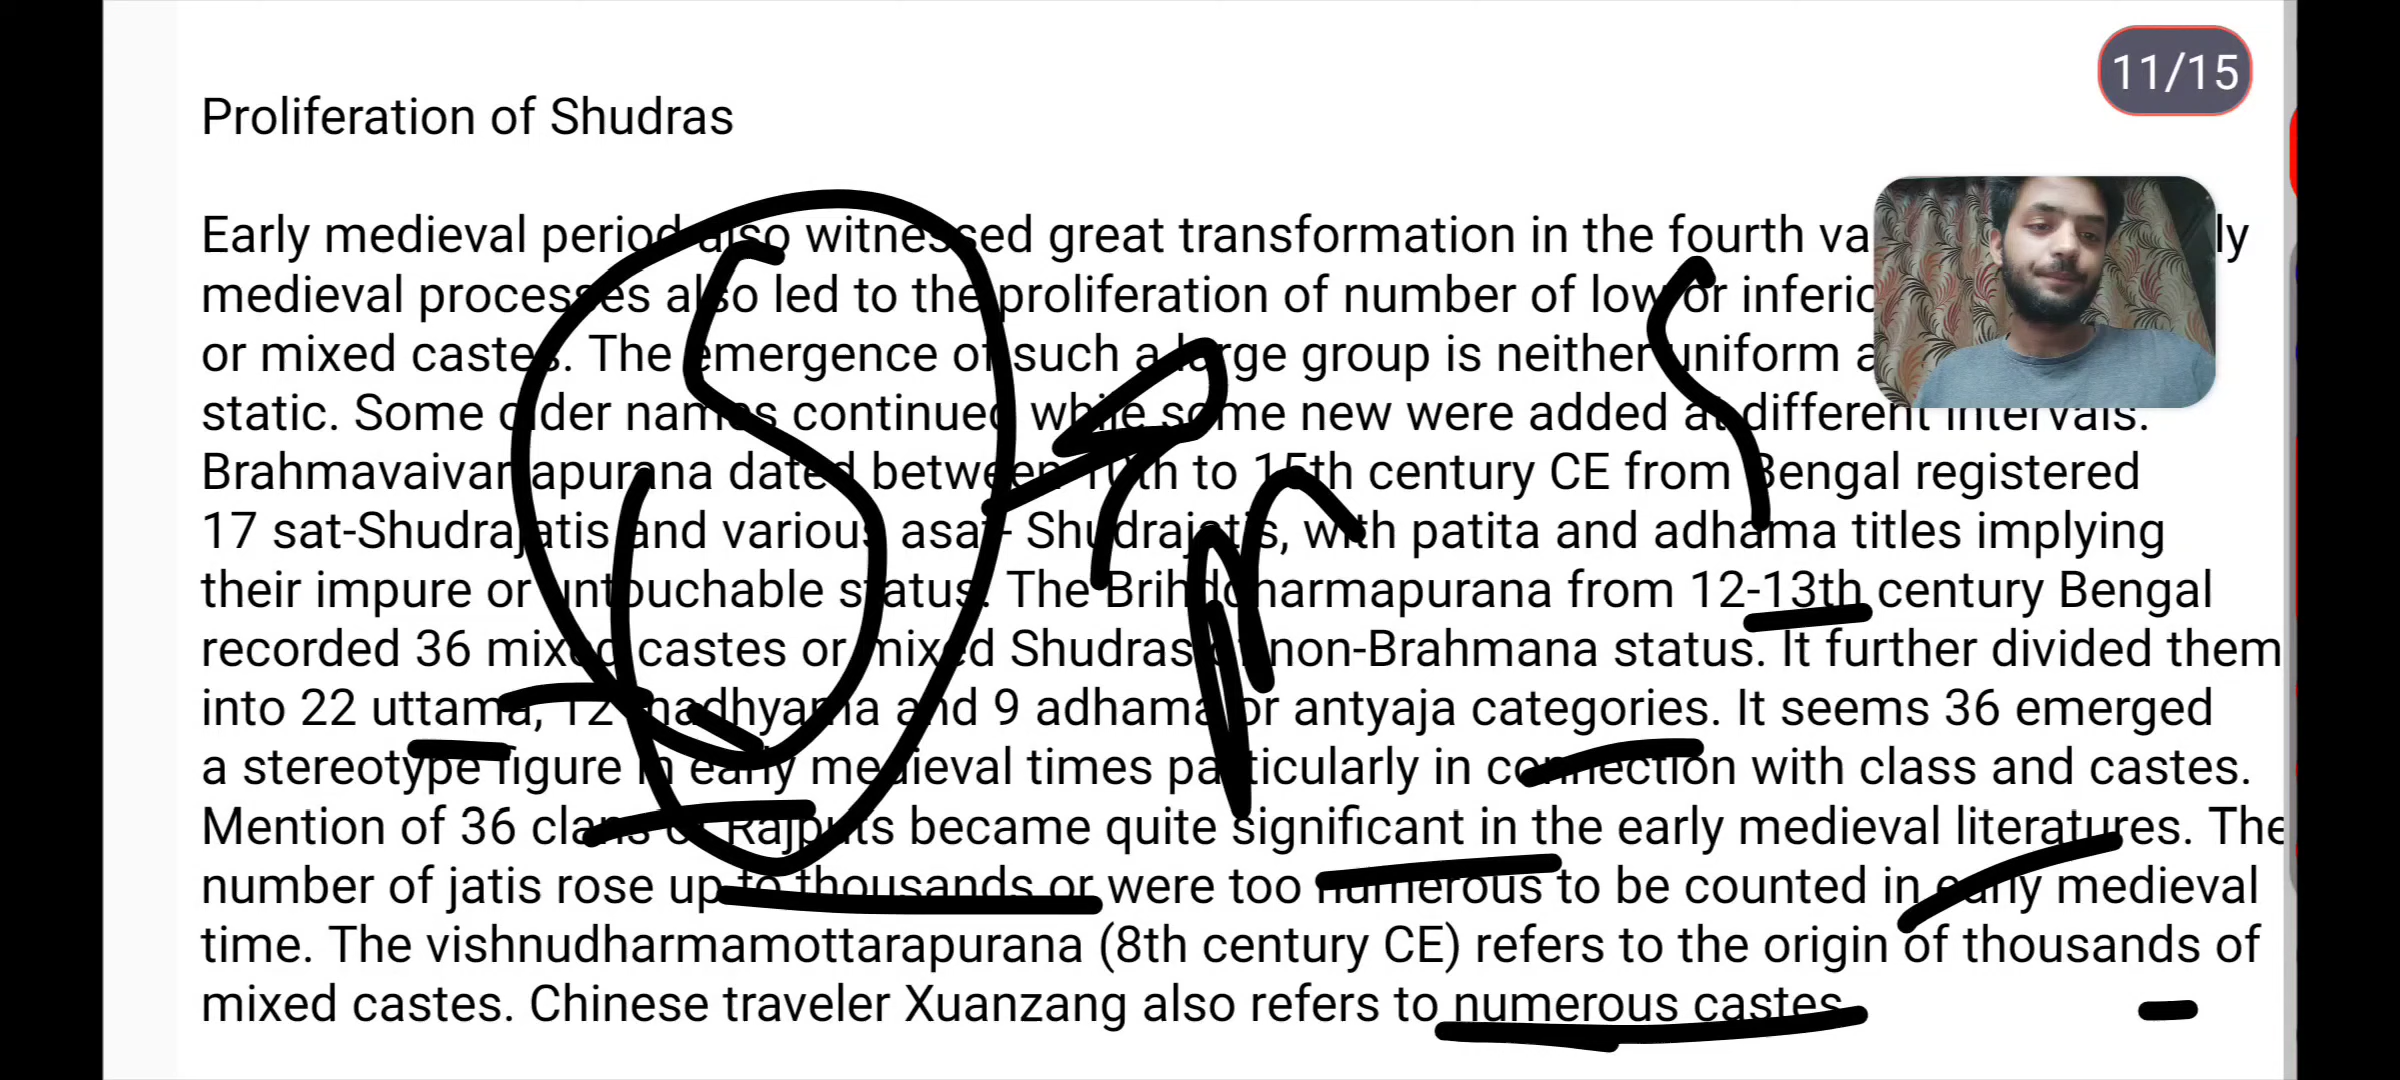 11/15
Proliferation of Shudras
Early medieval period also witnessed great transformation in the fourth va ly
medieval processes also led to the proliferation of number of low or
or mixed castes. The emergence of such a large group is neither uniform a
static. Some older names continued while some new were added at different intervals.
dated between 10th to 15th century CE from Bengal registered
17 sat-Shudrajatis and various asat- Shudrajatis, with patita and adhama titles implying
their impure or untouchable status. The from 12-13th century Bengal
recorded 36 mixed castes or mixed Shudras non-Brahmana status. It further divided them
into 22 uttama, 12 madhyama and 9 adhama or antyaja categories. It seems 36 emerged
a stereotype figure in early medieval times particularly in connection with class and castes.
Mention of 36 clans of Rajputs became quite significant in the early medieval literatures. The
number of jatis rose up to thousands or were too numerous to be counted in early medieval
time. The vishnudharmamottarapurana (8th century CE) refers to the origin of thousands of
mixed castes. Chinese traveler Xuanzang also refers to numerous castes